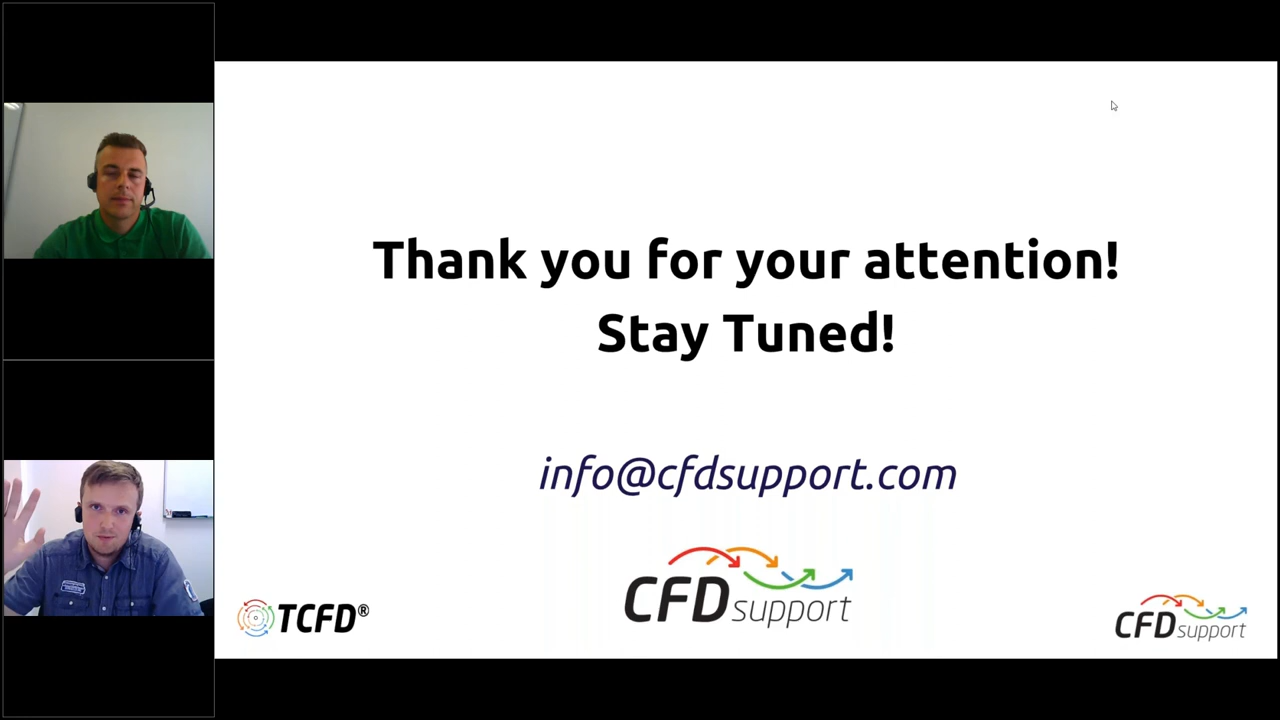 Thank you for your attention!
Stay Tuned!
info@cfdsupport.com
CFD support
TCFD®
CFD support